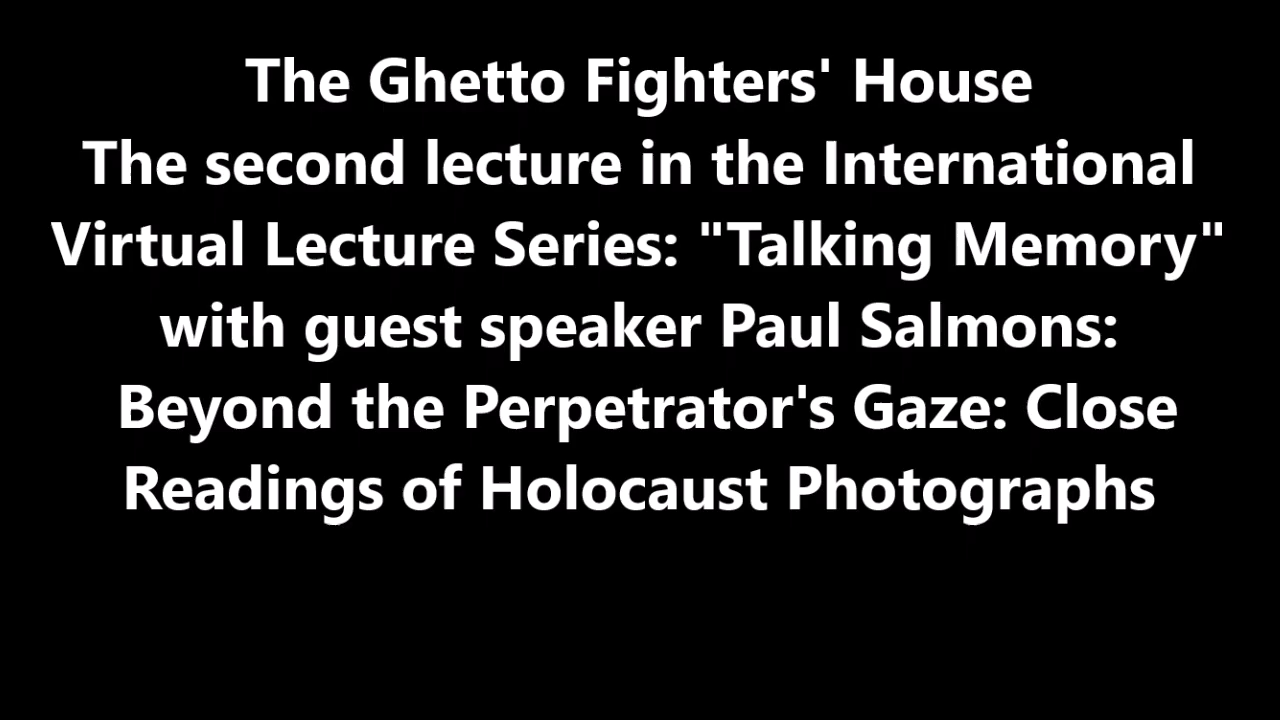 The Ghetto Fighters' House
The second lecture in the International
Virtual Lecture Series: "Talking Memory"
with guest speaker Paul Salmons:
Beyond the Perpetrator's Gaze: Close
Readings of Holocaust Photographs